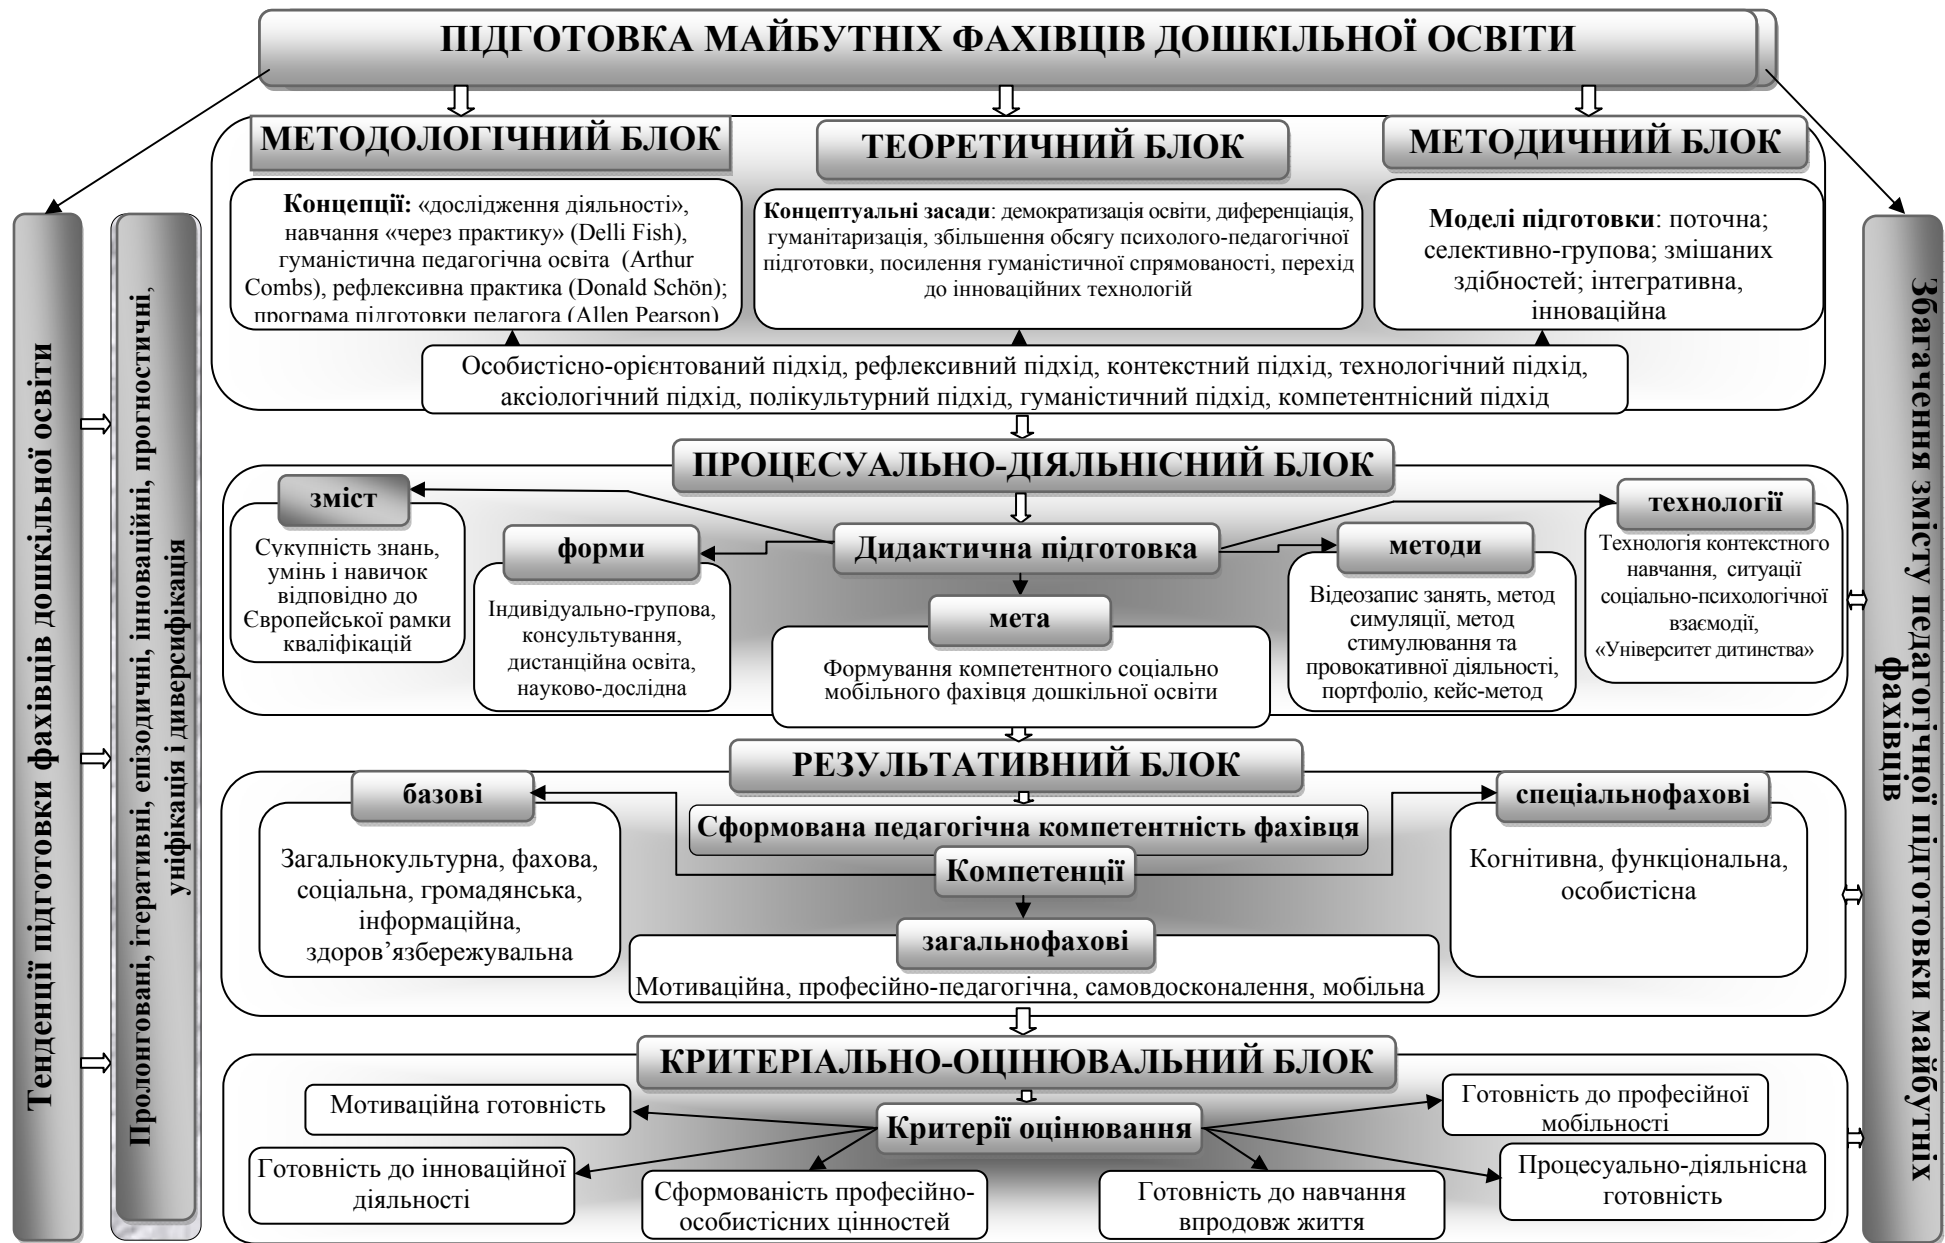 ПІДГОТОВКА МАЙБУТНІХ ФАХІВЦІВ ДОШКІЛЬНОЇ ОСВІТИ
МЕТОДОЛОГІЧНИЙ БЛОК
Концепції: «дослідження діяльності»,
навчання «через практику» (Delli Fish),
гуманістична педагогічна освіта (Arthur
Combs), рефлексивна практика (Donald Schön);
програма підготовки педагога (Allen Pearson)
ТЕОРЕТИЧНИЙ БЛОК
Концептуальні засади: демократизація освіти, диференціація,
гуманітаризація, збільшення обсягу психолого-педагогічної
підготовки, посилення гуманістичної спрямованості, перехід
до інноваційних технологій
МЕТОДИЧНИЙ БЛОК
Моделі підготовки: поточна;
селективно-групова; змішаних
здібностей; інтегративна,
інноваційна
Особистісно-орієнтований підхід, рефлексивний підхід, контекстний підхід, технологічний підхід,
аксіологічний підхід, полікультурний підхід, гуманістичний підхід, компетентнісний підхід
Тенденції підготовки фахівців дошкільної освіти
Пролонговані, ітеративні, епізодичні, інноваційні, прогностичні,
уніфікація і диверсифікація
ПРОЦЕСУАЛЬНО-ДІЯЛЬНІСНИЙ БЛОК
зміст
Сукупність знань,
умінь і навичок
відповідно до
Європейської рамки
кваліфікацій
форми
Індивідуально-групова,
консультування,
дистанційна освіта,
науково-дослідна
Дидактична підготовка
мета
Формування компетентного соціально
мобільного фахівця дошкільної освіти
методи
Відеозапис занять, метод
симуляції, метод
стимулювання та
провокативної діяльності,
портфоліо, кейс-метод
технології
Технологія контекстного
навчання, ситуації
соціально-психологічної
взаємодії,
«Університет дитинства»
РЕЗУЛЬТАТИВНИЙ БЛОК
базові
Загальнокультурна, фахова,
соціальна, громадянська,
інформаційна,
здоров’язбережувальна
Сформована педагогічна компетентність фахівця
Компетенції
загальнофахові
Мотиваційна, професійно-педагогічна, самовдосконалення, мобільна
спеціальнофахові
Когнітивна, функціональна,
особистісна
КРИТЕРІАЛЬНО-ОЦІНЮВАЛЬНИЙ БЛОК
Критерії оцінювання
Мотиваційна готовність
Готовність до інноваційної
діяльності
Сформованість професійно-
особистісних цінностей
Готовність до навчання
впродовж життя
Готовність до професійної
мобільності
Процесуально-діяльнісна
готовність
Збагачення змісту педагогічної підготовки майбутніх
фахівців